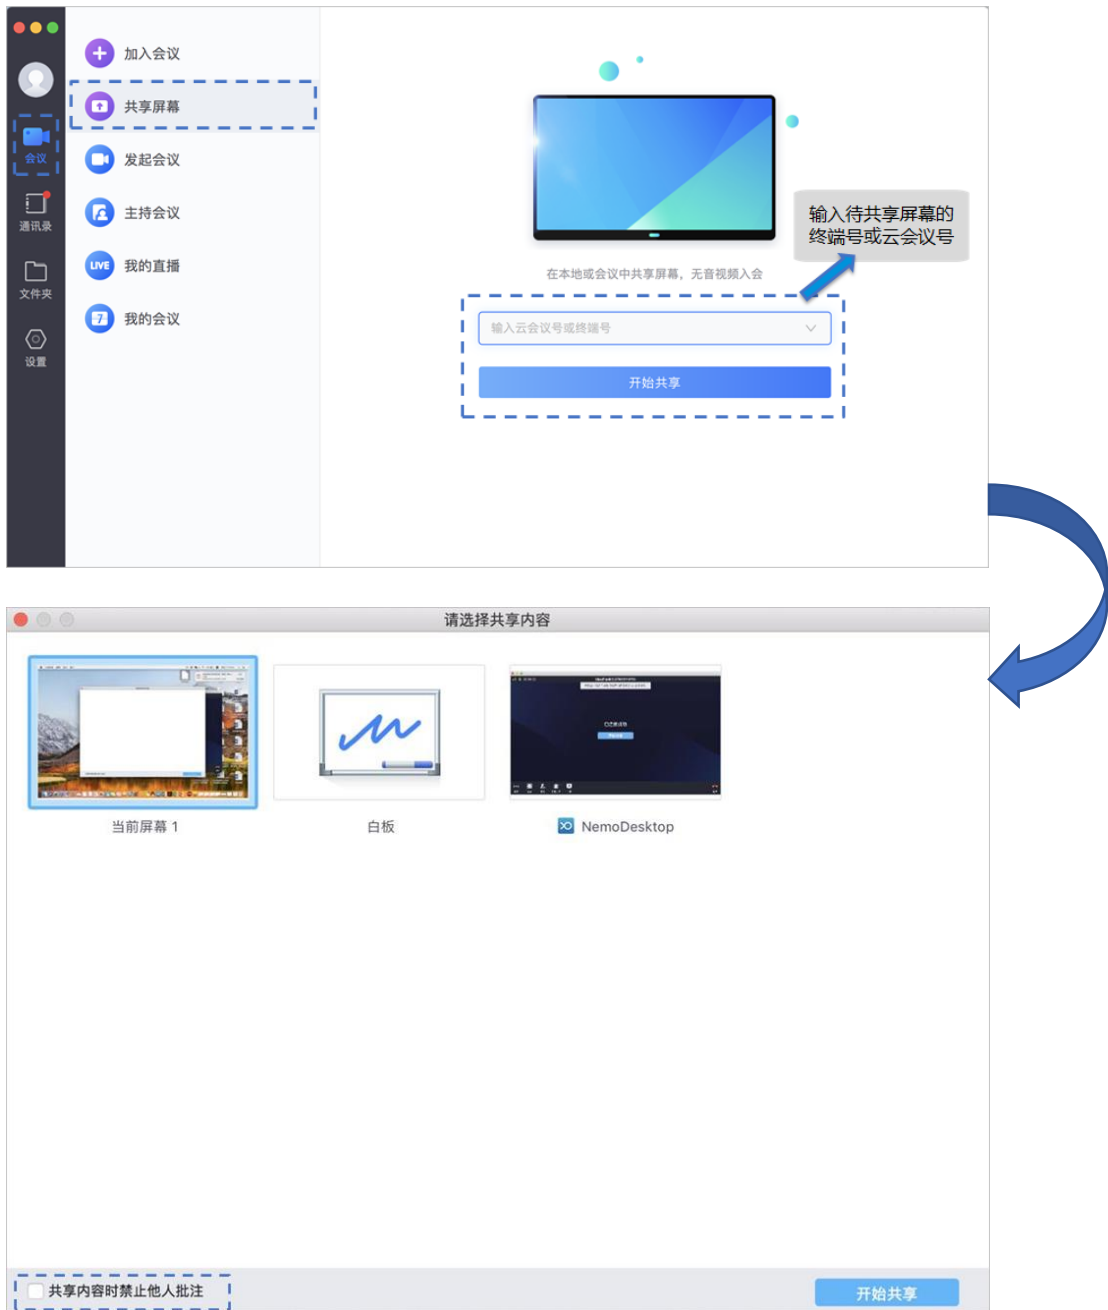 加入会议
共享屏幕
会议
发起会议
通讯录
主持会议
输入待共享屏幕的
终端号或云会议号
LIVE
我的直播
在本地或会议中共享屏幕，无音视频入会
文件夹
7
我的会议
输入云会议号或终端号
设置
开始共享
请选择共享内容
当前屏幕 1
白板
NemoDesktop
共享内容时禁止他人批注
开始共享